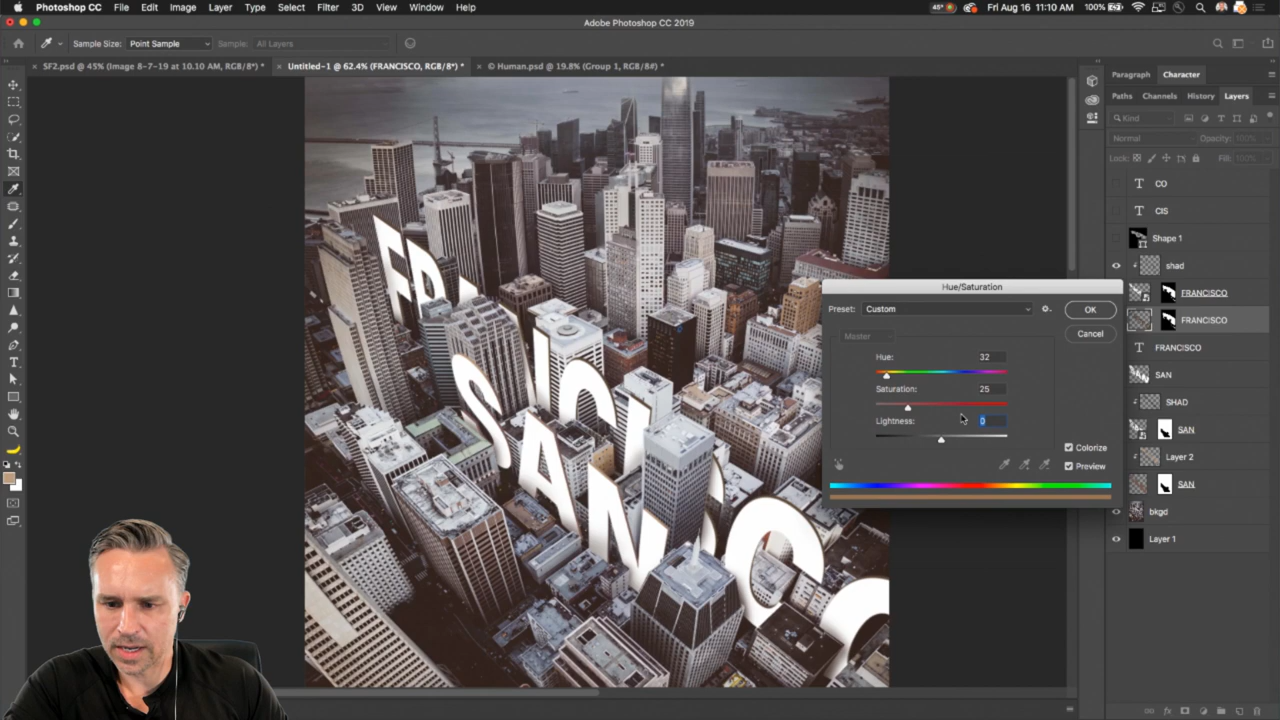 Photoshop CC File Edit Image Layer Type Select Filter 3D View Window Help 45° Fri Aug 16 11:10 AM 100%
Adobe Photoshop CC 2019
Sample Size: Point Sample Sample: All Layers
× SF2.psd @ 45% (Image 8-7-19 at 10.10 AM, RGB/8*) * × Untitled-1 @ 62.4% (FRANCISCO, RGB/8*) * × © Human.psd @ 19.8% (Group 1, RGB/8#) *
Paragraph Character
Paths Channels History Layers
Kind
Normal Opacity: 100%
Lock: Fill: 100%
CO
CIS
Shape 1
shad
FRANCISCO
FRANCISCO
FRANCISCO
SAN
SHAD
SAN
Layer 2
SAN
bkgd
Layer 1
Hue/Saturation
Preset: Custom OK
Master Cancel
Hue: 32
Saturation: 25
Lightness: 0
Colorize
Preview
SAN